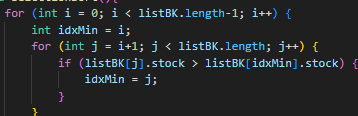 for (int i = 0; i < listBK.length-1; i++) {
int idxMin = i;
for (int j = i+1; j < listBK.length; j++) {
if (listBK[j].stock > listBK[idxMin].stock) {
idxMin = j;
}
}